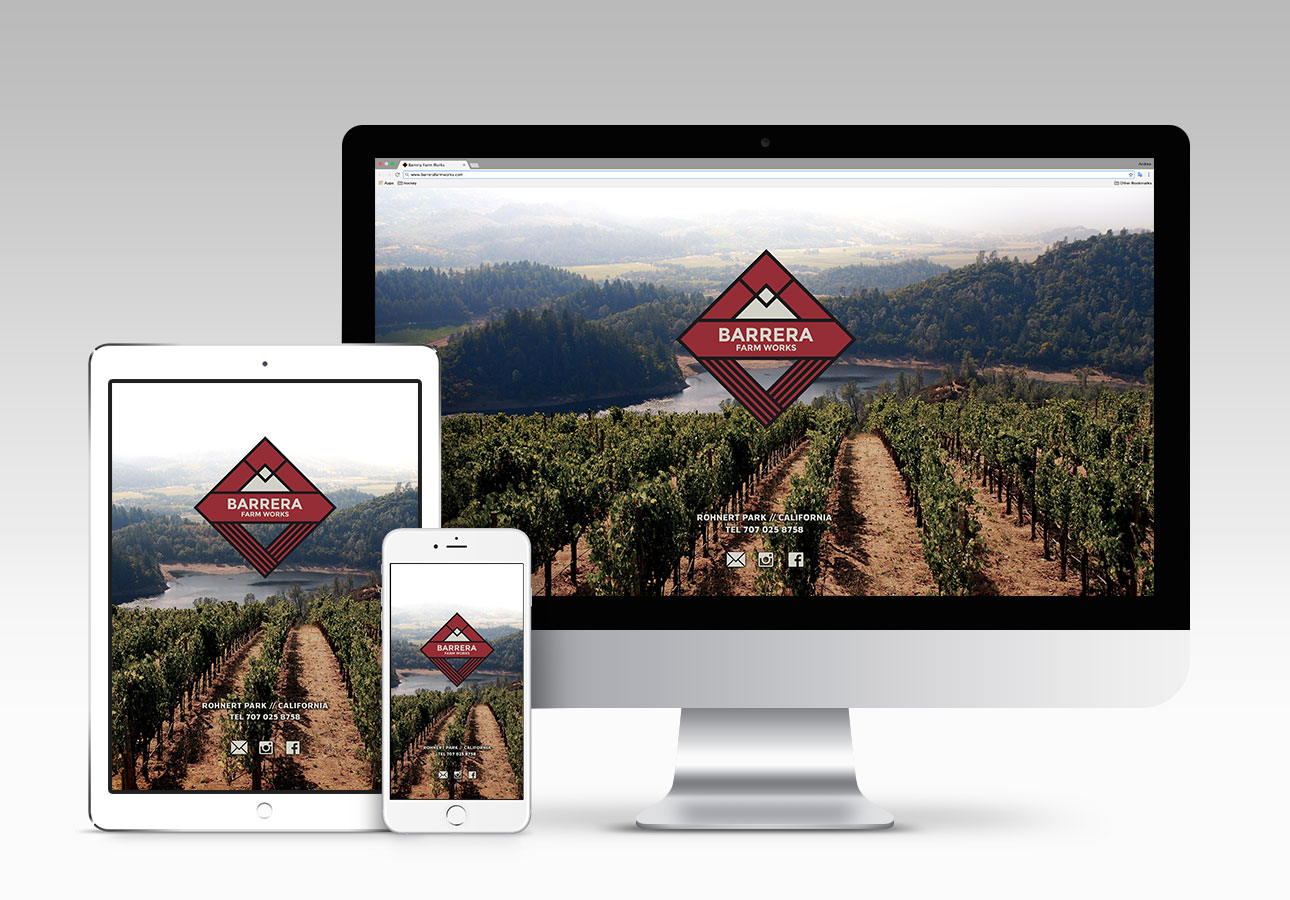 Barrera Farm Works
Andrea
www.barrerafarmworks.com
Apps
hockey
Other Bookmarks
BARRERA
FARM WORKS
ROHNERT PARK // CALIFORNIA
TEL 707 025 8758
BARRERA
FARM WORKS
ROHNERT PARK // CALIFORNIA
TEL 707 025 8758
BARRERA
FARM WORKS
ROHNERT PARK // CALIFORNIA
TEL 707 025 8758